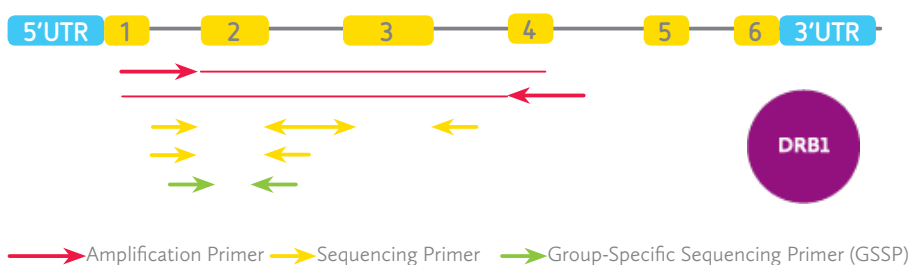 5'UTR 1 2 3 4 5 6 3'UTR
DRB1
Amplification Primer Sequencing Primer Group-Specific Sequencing Primer (GSSP)